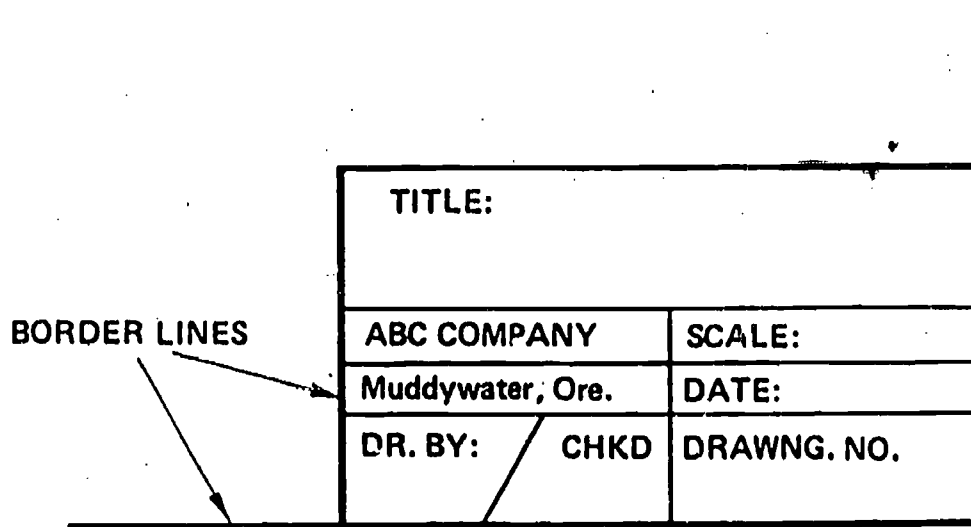 TITLE:
BORDER LINES
ABC COMPANY
SCALE:
Muddywater, Ore.
DATE:
DR. BY:
CHKD
DRAWNG. NO.